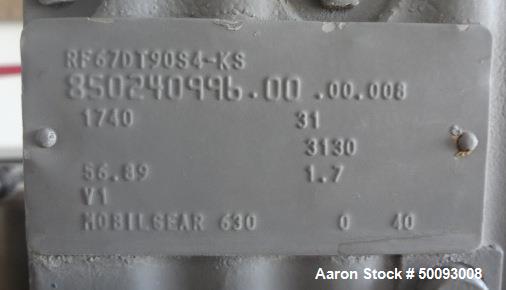 RF67DT90S4-KS
850240996.00 .00.008
1740 31
3130
56.89 1.7
V1
MOBILGEAR 630 0 40
Aaron Stock # 50093008